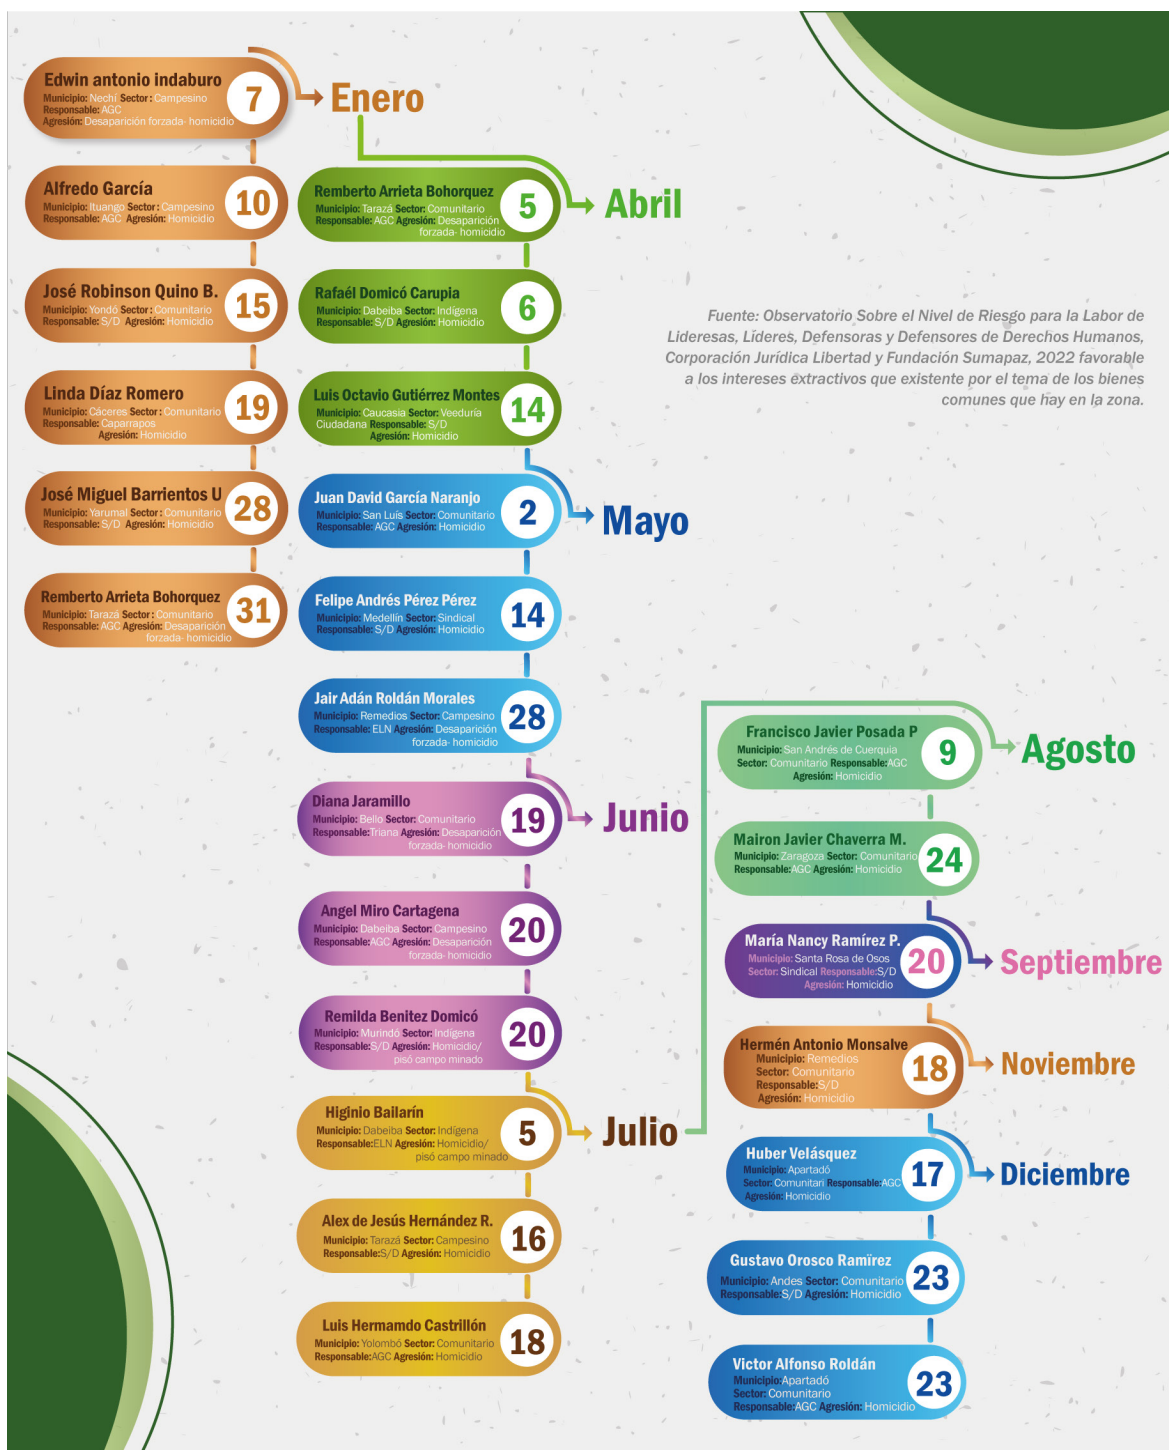 Edwin antonio indaburo
Municipio: Nechí Sector: Campesino
Responsable: AGC
Agresión: Desaparición forzada- homicidio
7
Enero
Alfredo García
Municipio: Ituango Sector: Campesino
Responsable: AGC Agresión: Homicidio
10
José Robinson Quino B.
Municipio: Yondó Sector: Comunitario
Responsable: S/D Agresión: Homicidio
15
Linda Díaz Romero
Municipio: Cáceres Sector: Comunitario
Responsable: Caparrapos
Agresión: Homicidio
19
José Miguel Barrientos U
Municipio: Yarumal Sector: Comunitario
Responsable: S/D Agresión: Homicidio
28
Remberto Arrieta Bohorquez
Municipio: Tarazá Sector: Comunitario
Responsable: AGC Agresión: Desaparición
forzada- homicidio
31
Remberto Arrieta Bohorquez
Municipio: Tarazá Sector: Comunitario
Responsable: AGC Agresión: Desaparición
forzada- homicidio
5
Abril
Rafaél Domicó Carupia
Municipio: Dabeiba Sector: Indígena
Responsable: S/D Agresión: Homicidio
6
Luis Octavio Gutiérrez Montes
Municipio: Caucasia Sector: Veeduría
Ciudadana Responsable: S/D
Agresión: Homicidio
14
Juan David García Naranjo
Municipio: San Luís Sector: Comunitario
Responsable: AGC Agresión: Homicidio
2
Mayo
Felipe Andrés Pérez Pérez
Municipio: Medellín Sector: Sindical
Responsable: S/D Agresión: Homicidio
14
Jair Adán Roldán Morales
Municipio: Remedios Sector: Campesino
Responsable: ELN Agresión: Desaparición
forzada- homicidio
28
Diana Jaramillo
Municipio: Bello Sector: Comunitario
Responsable:Triana Agresión: Desaparición
forzada- homicidio
19
Junio
Angel Miro Cartagena
Municipio: Dabeiba Sector: Campesino
Responsable:AGC Agresión: Desaparición
forzada- homicidio
20
Remilda Benitez Domicó
Municipio: Murindó Sector: Indígena
Responsable:S/D Agresión: Homicidio/
pisó campo minado
20
Higinio Bailarín
Municipio: Dabeiba Sector: Indígena
Responsable:ELN Agresión: Homicidio/
pisó campo minado
5
Julio
Alex de Jesús Hernández R.
Municipio: Tarazá Sector: Campesino
Responsable:S/D Agresión: Homicidio
16
Luis Hermamdo Castrillón
Municipio: Yolombó Sector: Comunitario
Responsable:AGC Agresión: Homicidio
18
Fuente: Observatorio Sobre el Nivel de Riesgo para la Labor de
Lideresas, Líderes, Defensoras y Defensores de Derechos Humanos,
Corporación Jurídica Libertad y Fundación Sumapaz, 2022 favorable
a los intereses extractivos que existente por el tema de los bienes
comunes que hay en la zona.
Francisco Javier Posada P
Municipio: San Andrés de Cuerquia
Sector: Comunitario Responsable:AGC
Agresión: Homicidio
9
Agosto
Mairon Javier Chaverra M.
Municipio: Zaragoza Sector: Comunitario
Responsable:AGC Agresión: Homicidio
24
María Nancy Ramírez P.
Municipio: Santa Rosa de Osos
Sector: Sindical Responsable:S/D
Agresión: Homicidio
20
Septiembre
Hermén Antonio Monsalve
Municipio: Remedios
Sector: Comunitario
Responsable:S/D
Agresión: Homicidio
18
Noviembre
Huber Velásquez
Municipio: Apartadó
Sector: Comunitari Responsable:AGC
Agresión: Homicidio
17
Diciembre
Gustavo Orosco Ramïrez
Municipio: Andes Sector: Comunitario
Responsable:S/D Agresión: Homicidio
23
Victor Alfonso Roldán
Municipio:Apartadó
Sector: Comunitario
Responsable:AGC Agresión: Homicidio
23